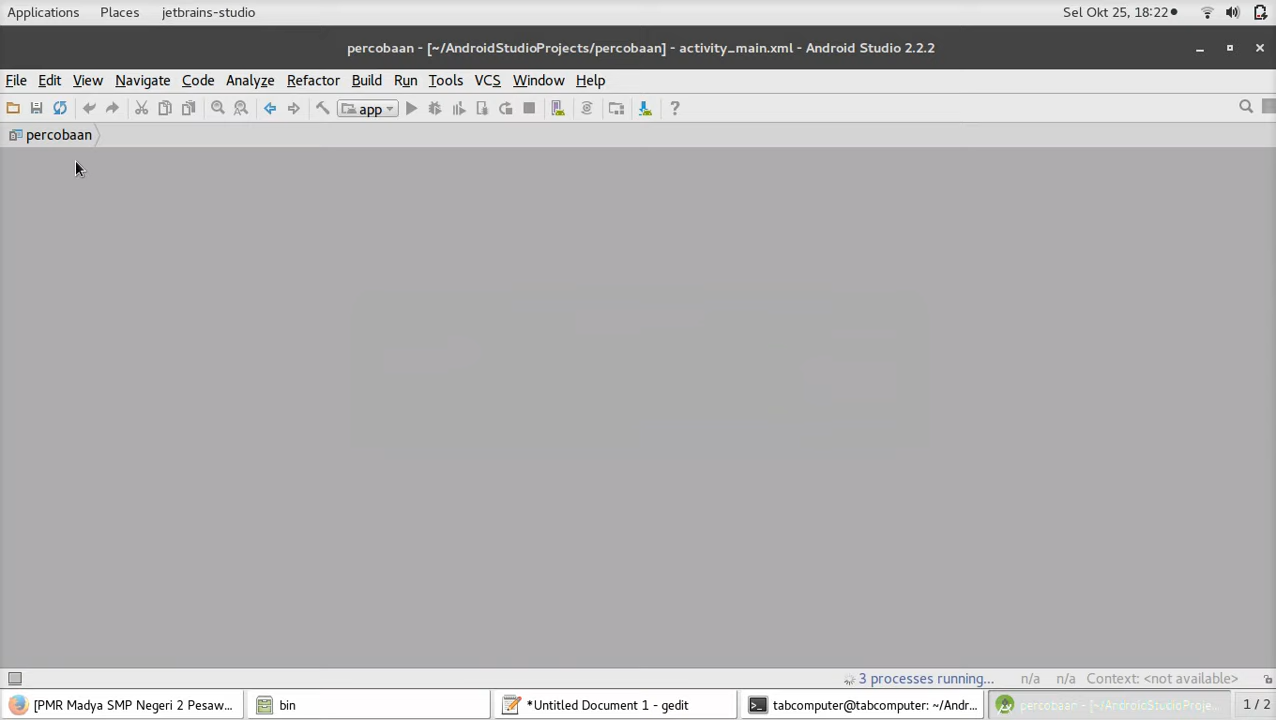 Applications Places jetbrains-studio Sel Okt 25, 18:22
percobaan - [~/AndroidStudioProjects/percobaan] - activity_main.xml - Android Studio 2.2.2
File Edit View Navigate Code Analyze Refactor Build Run Tools VCS Window Help
app
percobaan
3 processes running... n/a n/a Context: <not available>
[PMR Madya SMP Negeri 2 Pesaw... bin *Untitled Document 1 - gedit tabcomputer@tabcomputer: ~/Andr... percobaan - [~/AndroidStudioProje... 1 / 2